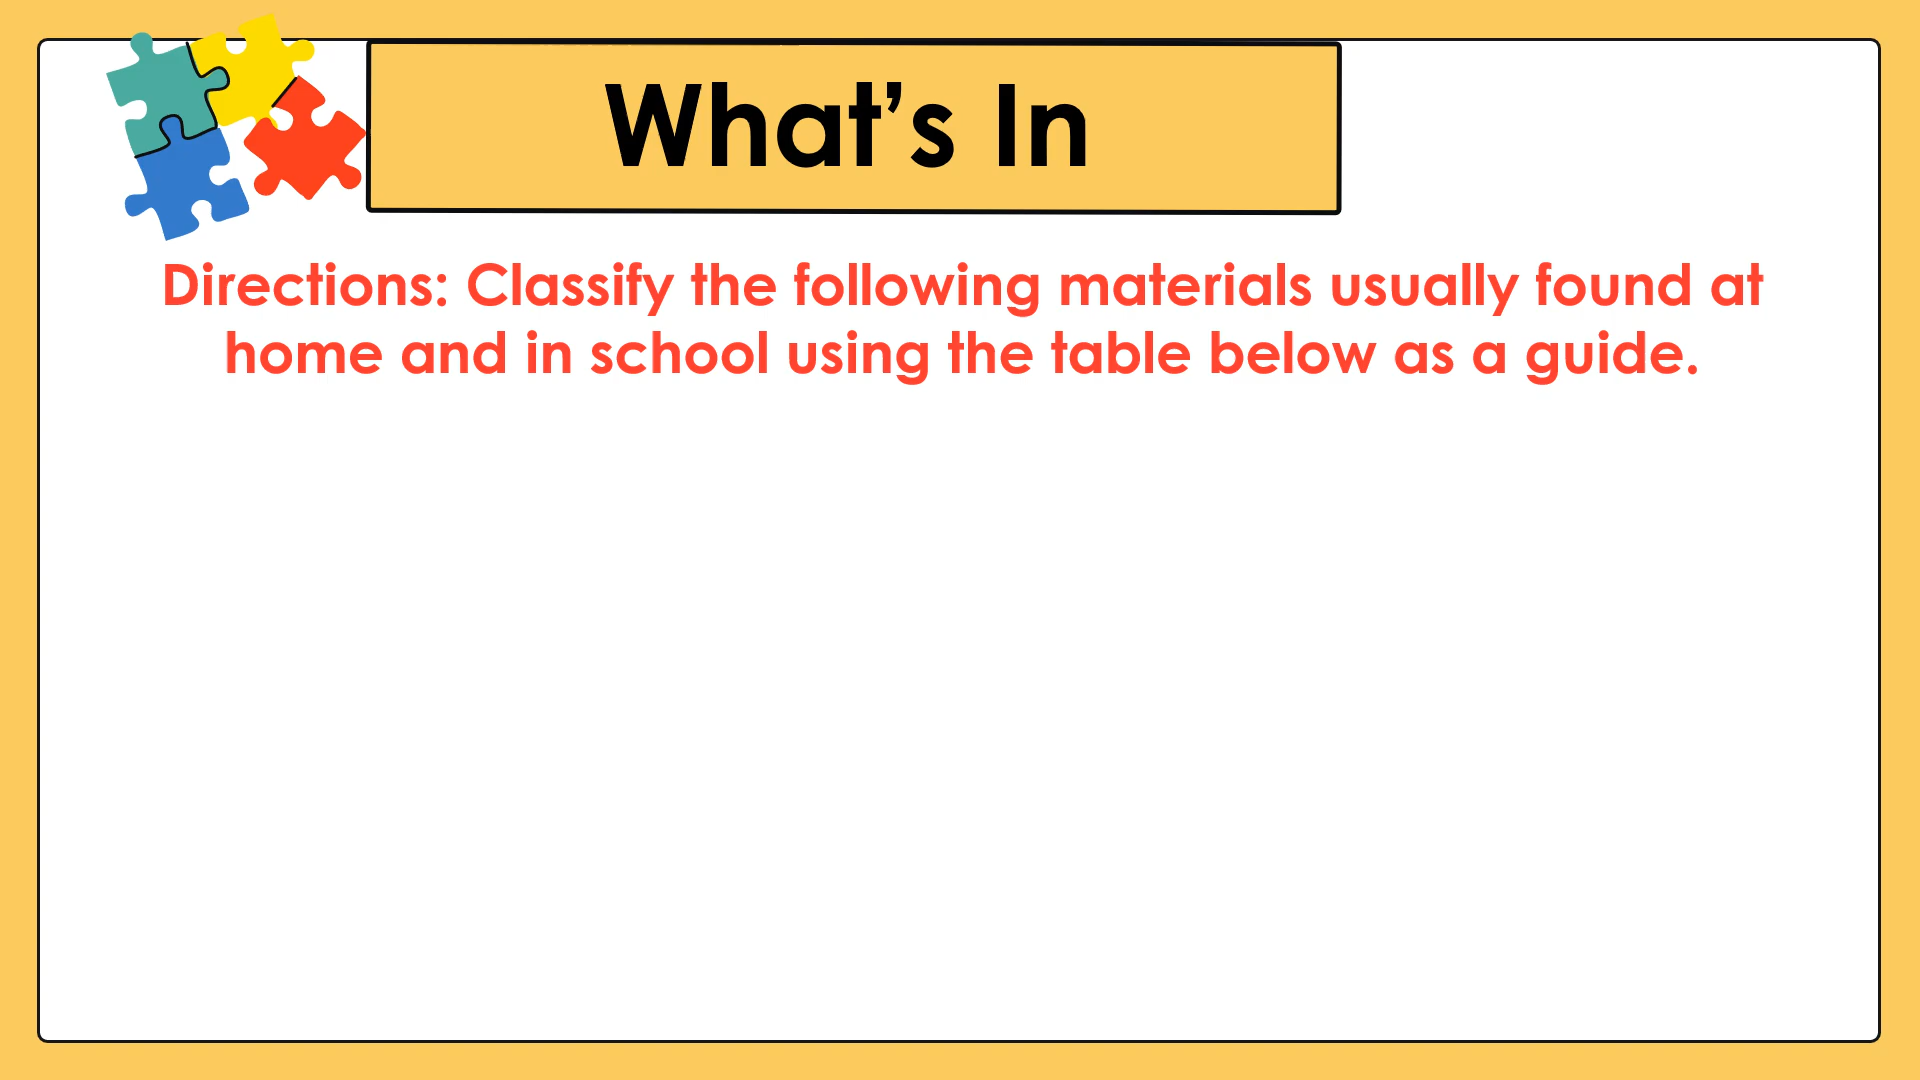 What’s In
Directions: Classify the following materials usually found at
home and in school using the table below as a guide.